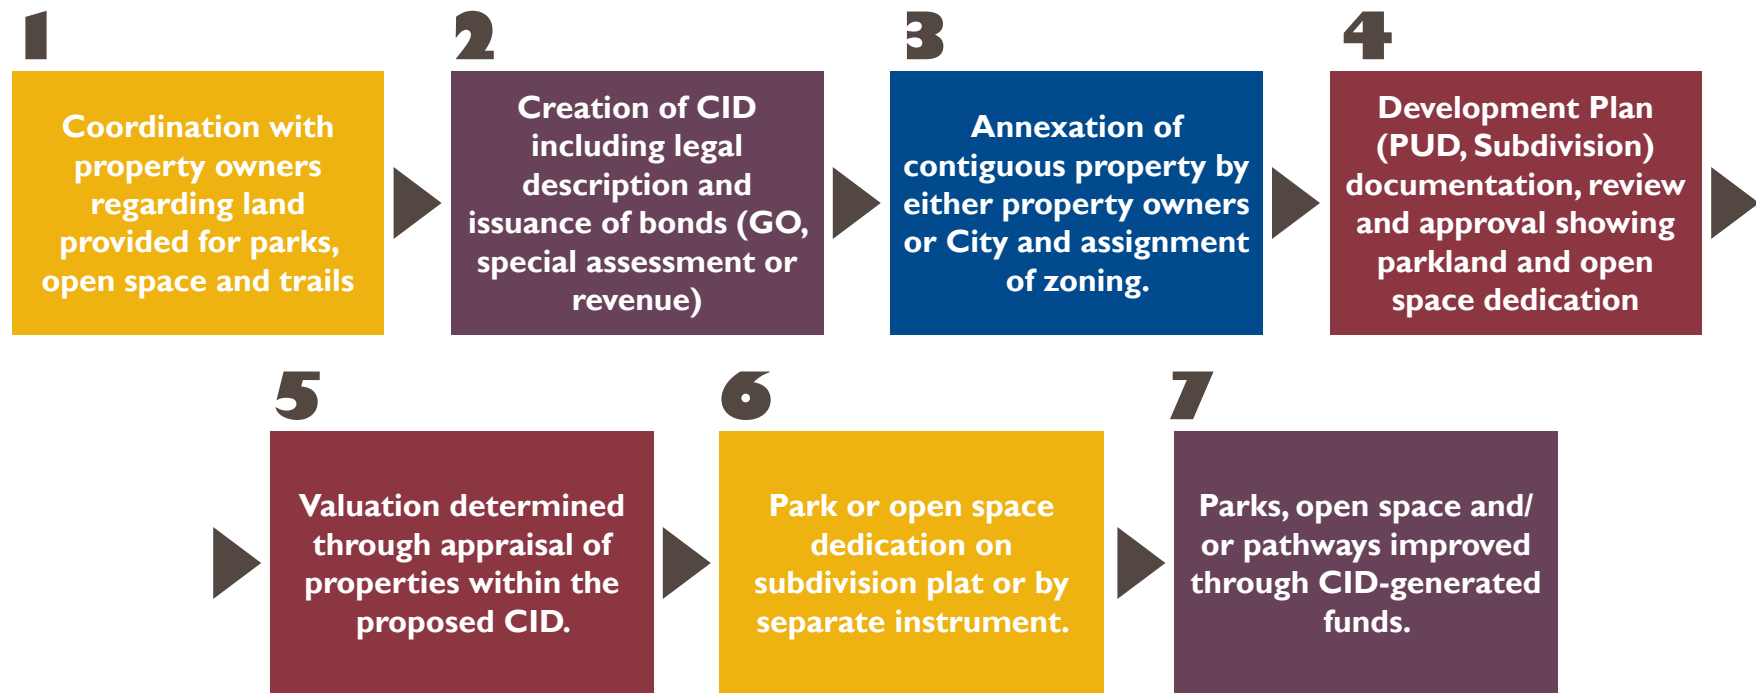 1
Coordination with
property owners
regarding land
provided for parks,
open space and trails
2
Creation of CID
including legal
description and
issuance of bonds (GO,
special assessment or
revenue)
3
Annexation of
contiguous property by
either property owners
or City and assignment
of zoning.
4
Development Plan
(PUD, Subdivision)
documentation, review
and approval showing
parkland and open
space dedication
5
Valuation determined
through appraisal of
properties within the
proposed CID.
6
Park or open space
dedication on
subdivision plat or by
separate instrument.
7
Parks, open space and/
or pathways improved
through CID-generated
funds.